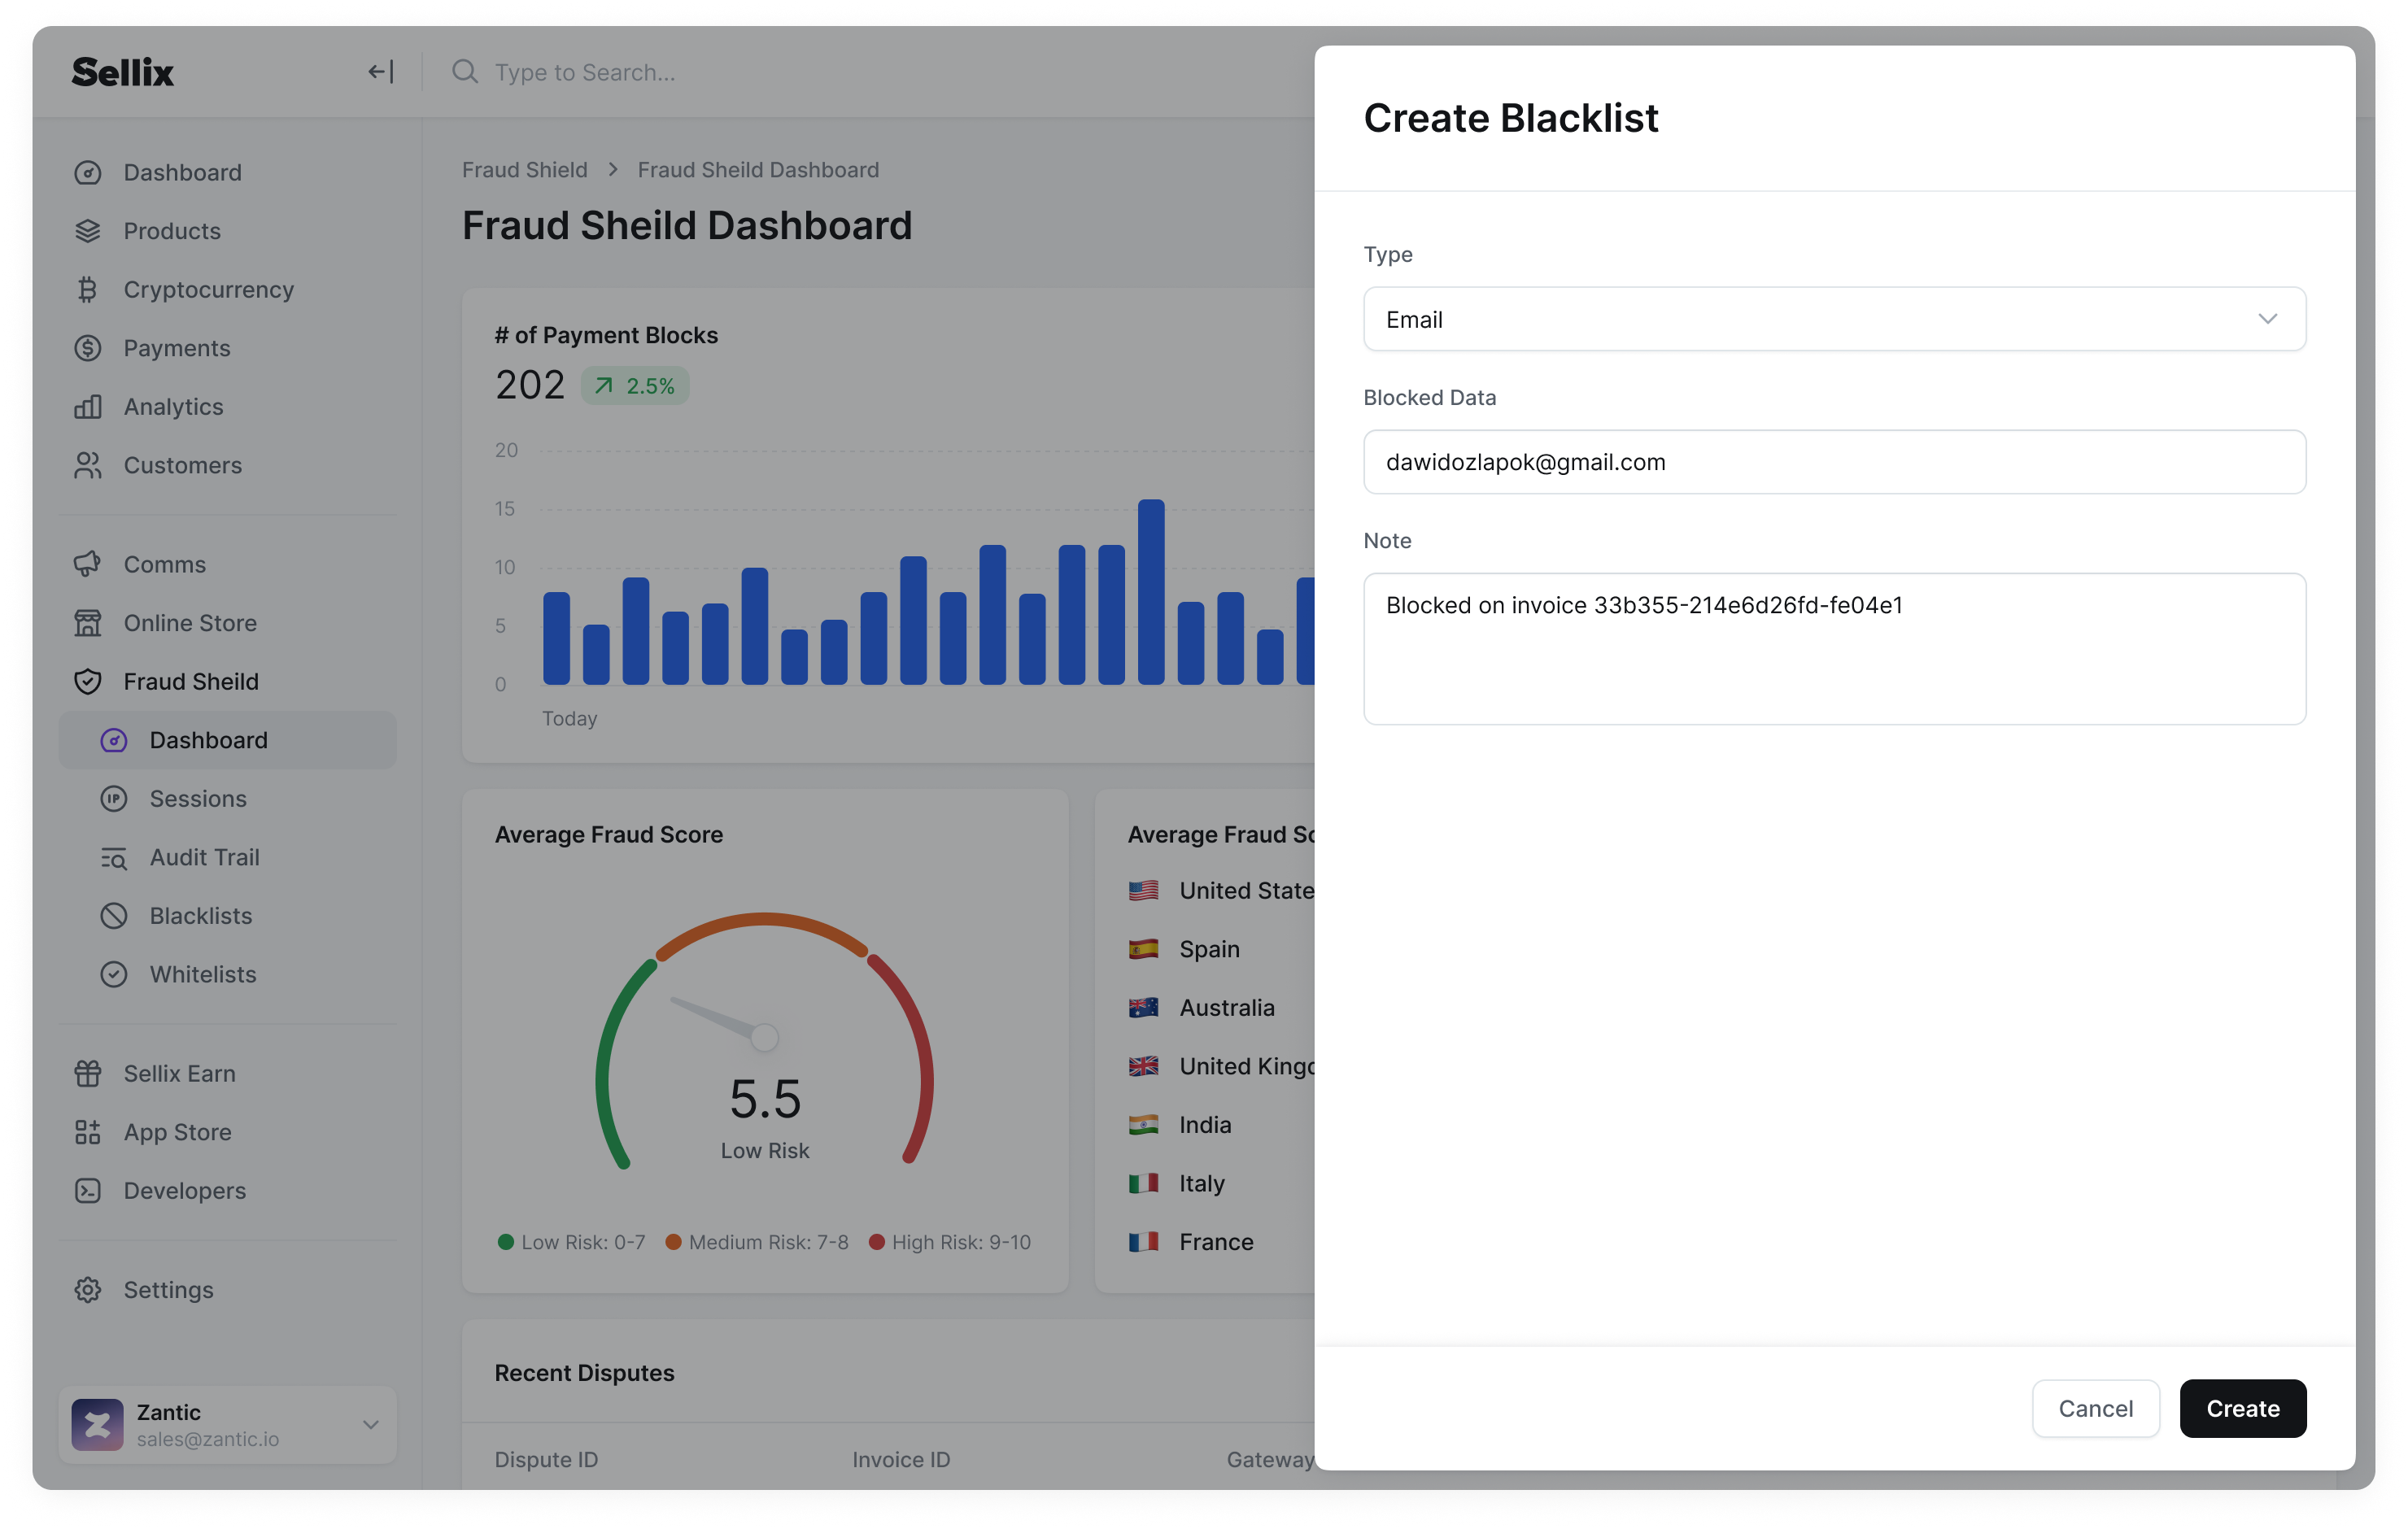 Sellix
Type to Search...
Dashboard
Products
Cryptocurrency
Payments
Analytics
Customers
Comms
Online Store
Fraud Sheild
Dashboard
IP
Sessions
Audit Trail
Blacklists
Whitelists
Sellix Earn
App Store
Developers
Settings
Zantic
sales@zantic.io
Fraud Shield > Fraud Sheild Dashboard
Fraud Sheild Dashboard
# of Payment Blocks
202 2.5%
20
15
10
5
0
Today
Average Fraud Score
5.5
Low Risk
Low Risk: 0-7 Medium Risk: 7-8 High Risk: 9-10
Average Fraud Sc
United State
Spain
Australia
United Kingd
India
Italy
France
Recent Disputes
Dispute ID Invoice ID Gateway
Create Blacklist
Type
Email
Blocked Data
dawidozlapok@gmail.com
Note
Blocked on invoice 33b355-214e6d26fd-fe04e1
Cancel Create